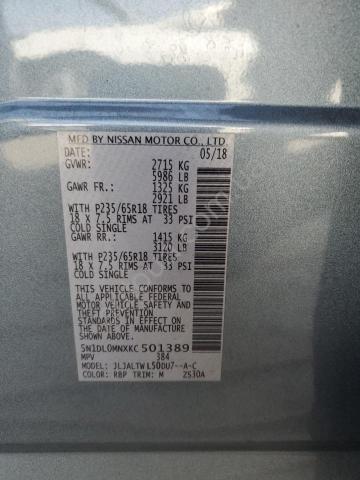 MFD BY NISSAN MOTOR CO., LTD
DATE: 05/18
GVWR: 2715 KG
5986 LB
GAWR FR.: 1325 KG
2921 LB
WITH P235/65R18 TIRES
18 X 7.5 RIMS AT 33 PSI
COLD SINGLE
GAWR RR.: 1415 KG
3120 LB
WITH P235/65R18 TIRES
18 X 7.5 RIMS AT 33 PSI
COLD SINGLE
THIS VEHICLE CONFORMS TO ALL
APPLICABLE FEDERAL MOTOR
VEHICLE SAFETY AND
THEFT PREVENTION
STANDARDS IN EFFECT ON THE
DATE OF MANUFACTURE
SHOWN ABOVE.
5N1DL0MNXKC501389
MPV 384
MODEL: JLJALTWL50DU7--A-C
COLOR: RBP TRIM: M ZS30A